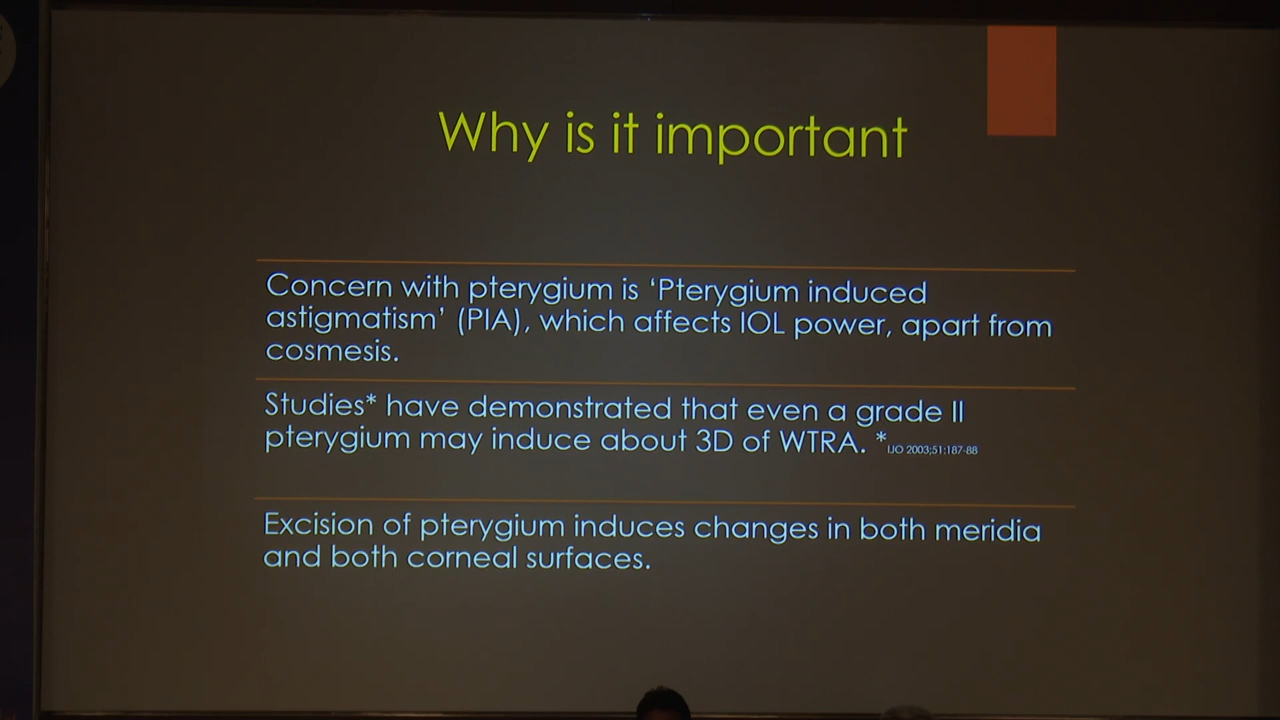 Why is it important
Concern with pterygium is ‘Pterygium induced
astigmatism’ (PIA), which affects IOL power, apart from
cosmesis.
Studies* have demonstrated that even a grade II
pterygium may induce about 3D of WTRA. *IJO 2003;51:187-88
Excision of pterygium induces changes in both meridia
and both corneal surfaces.